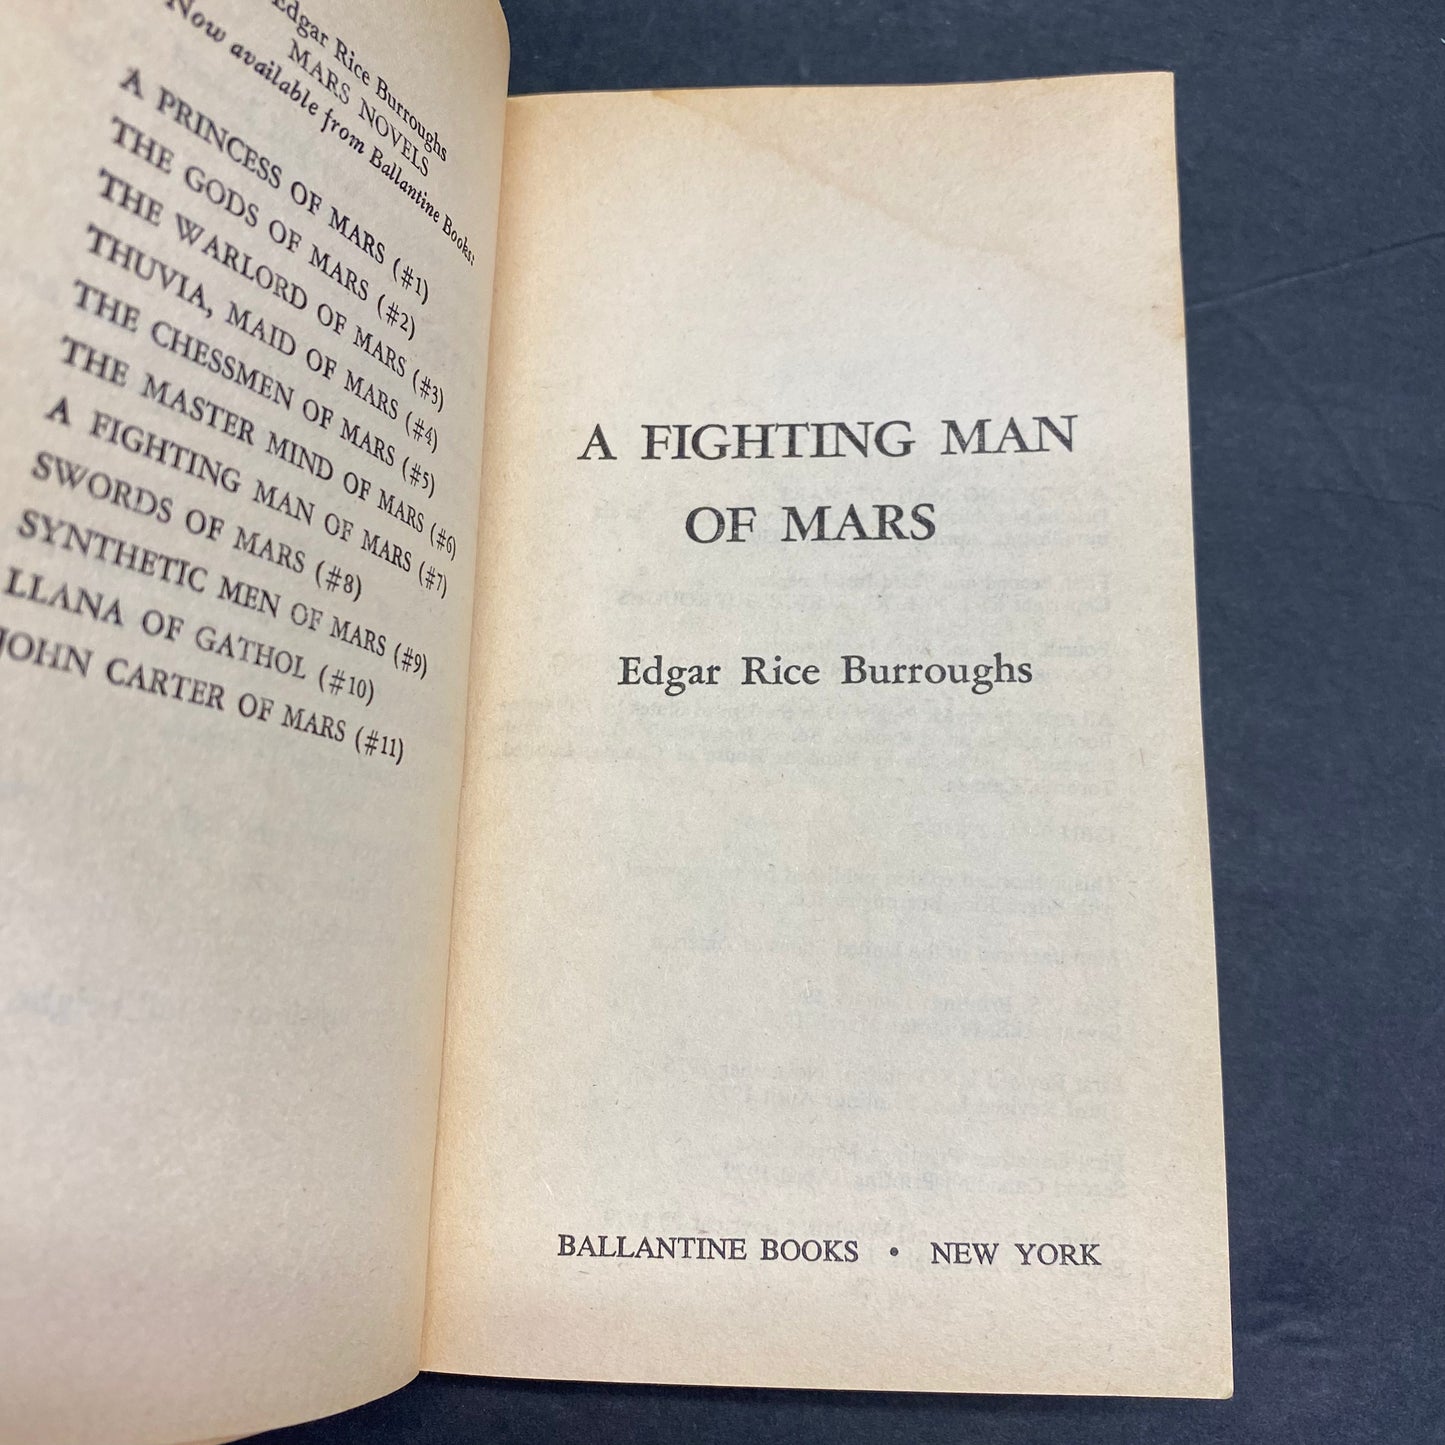 Edgar Rice Burroughs
MARS NOVELS
Now available from Ballantine Books:
A PRINCESS OF MARS (#1)
THE GODS OF MARS (#2)
THE WARLORD OF MARS (#3)
THUVIA, MAID OF MARS (#4)
THE CHESSMEN OF MARS (#5)
THE MASTER MIND OF MARS (#6)
A FIGHTING MAN OF MARS (#7)
SWORDS OF MARS (#8)
SYNTHETIC MEN OF MARS (#9)
LLANA OF GATHOL (#10)
JOHN CARTER OF MARS (#11)
A FIGHTING MAN
OF MARS
Edgar Rice Burroughs
BALLANTINE BOOKS • NEW YORK